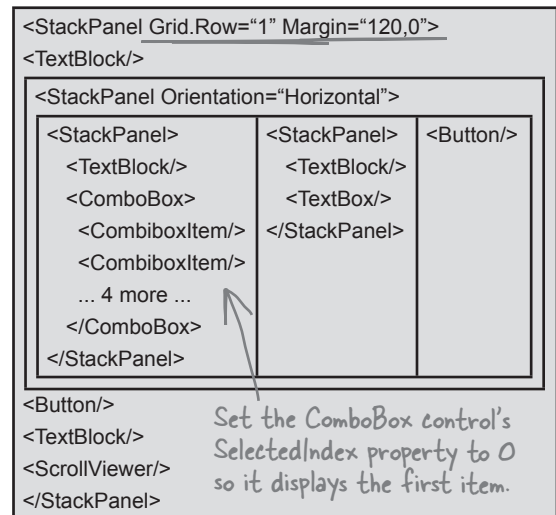 <StackPanel Grid.Row=“1” Margin=“120,0”>
<TextBlock/>
<StackPanel Orientation=“Horizontal”>
<StackPanel>
<TextBlock/>
<ComboBox>
<CombiboxItem/>
<CombiboxItem/>
... 4 more ...
</ComboBox>
</StackPanel>
<StackPanel>
<TextBlock/>
<TextBox/>
</StackPanel>
<Button/>
<Button/>
<TextBlock/>
<ScrollViewer/>
</StackPanel>
Set the ComboBox control's
SelectedIndex property to 0
so it displays the first item.